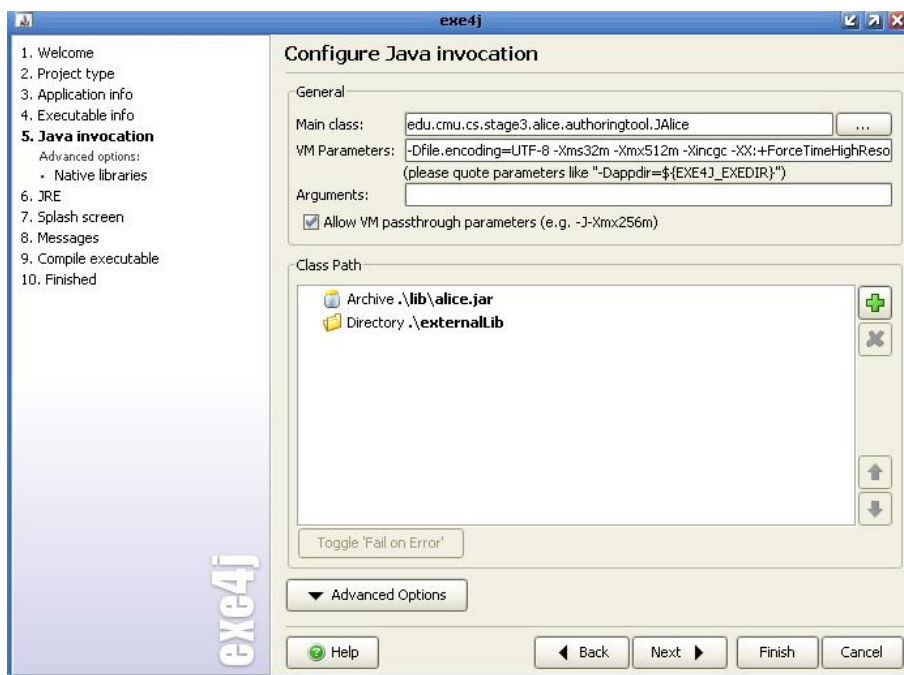 exe4j
1. Welcome
2. Project type
3. Application info
4. Executable info
5. Java invocation
Advanced options:
• Native libraries
6. JRE
7. Splash screen
8. Messages
9. Compile executable
10. Finished
exe4j
Configure Java invocation
General
Main class: edu.cmu.cs.stage3.alice.authoringtool.JAlice ...
VM Parameters: -Dfile.encoding=UTF-8 -Xms32m -Xmx512m -Xincgc -XX:+ForceTimeHighReso
(please quote parameters like "-Dappdir=${EXE4J_EXEDIR}")
Arguments:
Allow VM passthrough parameters (e.g. -J-Xmx256m)
Class Path
Archive .\lib\alice.jar
Directory .\externalLib
Toggle 'Fail on Error'
Advanced Options
Help Back Next Finish Cancel